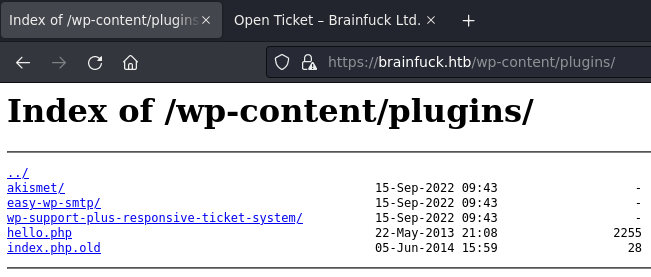 Index of /wp-content/plugins × Open Ticket – Brainfuck Ltd. × +
https://brainfuck.htb/wp-content/plugins/
Index of /wp-content/plugins/
../
akismet/ 15-Sep-2022 09:43 -
easy-wp-smtp/ 15-Sep-2022 09:43 -
wp-support-plus-responsive-ticket-system/ 15-Sep-2022 09:43 -
hello.php 22-May-2013 21:08 2255
index.php.old 05-Jun-2014 15:59 28